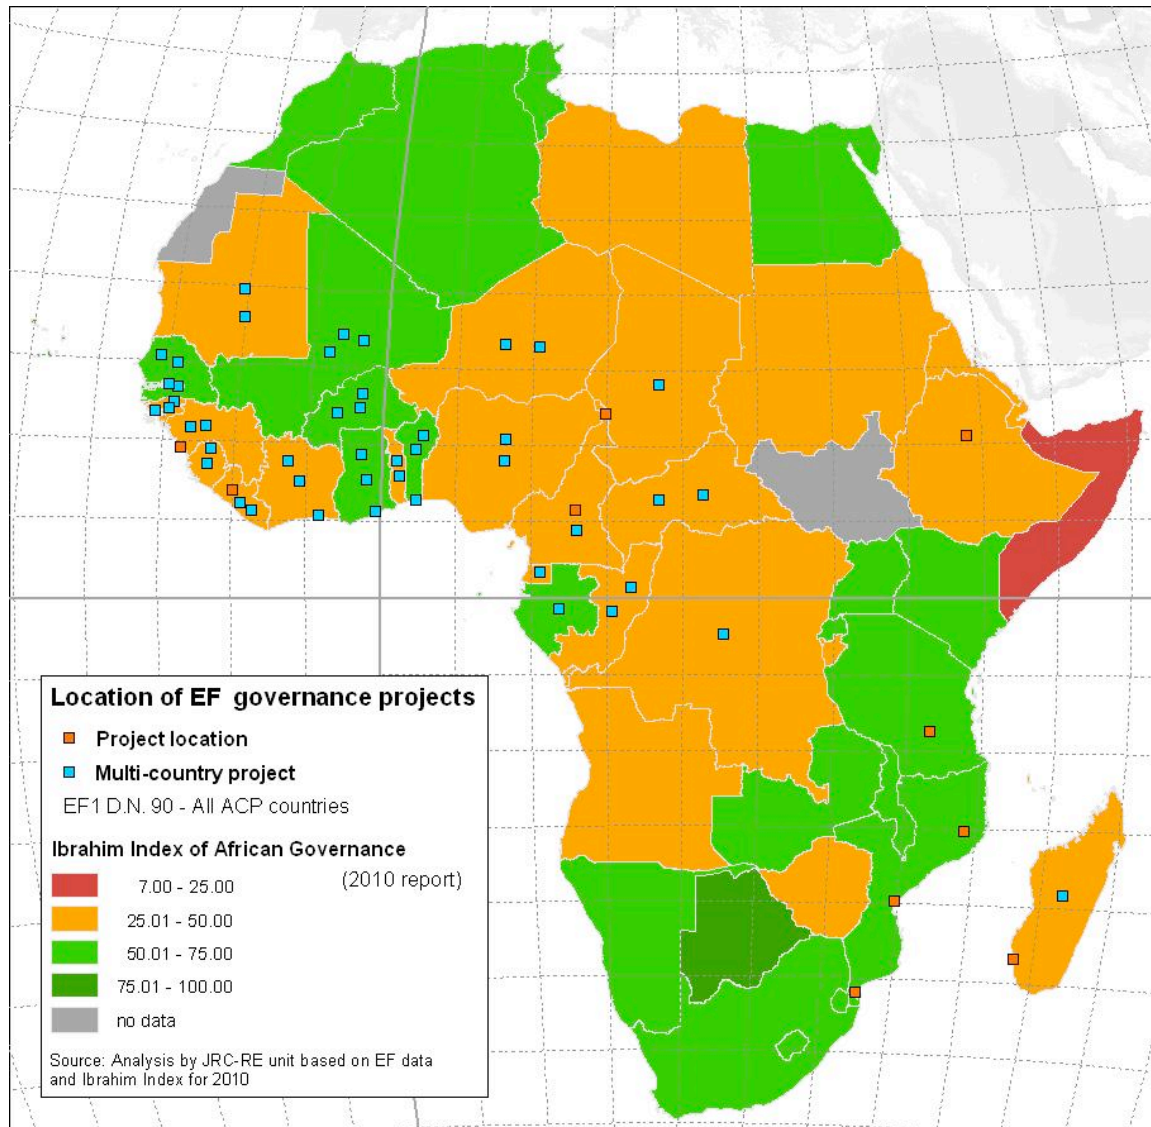 Location of EF governance projects
Project location
Multi-country project
EF1 D.N. 90 - All ACP countries
Ibrahim Index of African Governance
(2010 report)
7.00 - 25.00
25.01 - 50.00
50.01 - 75.00
75.01 - 100.00
no data
Source: Analysis by JRC-RE unit based on EF data
and Ibrahim Index for 2010